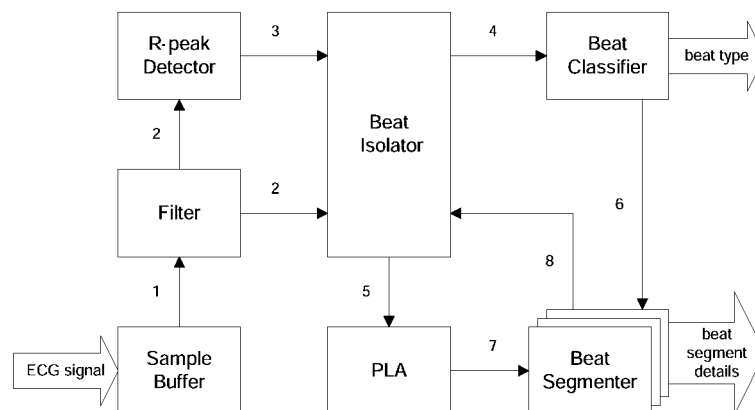 R-peak
Detector
3
Beat
Isolator
4
Beat
Classifier
beat type
2
Filter
2
6
1
8
5
ECG signal
Sample
Buffer
PLA
7
Beat
Segmenter
beat
segment
details